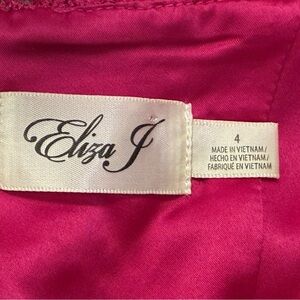 Eliza J
4
MADE IN VIETNAM/
HECHO EN VIETNAM/
FABRIQUÉ EN VIETNAM